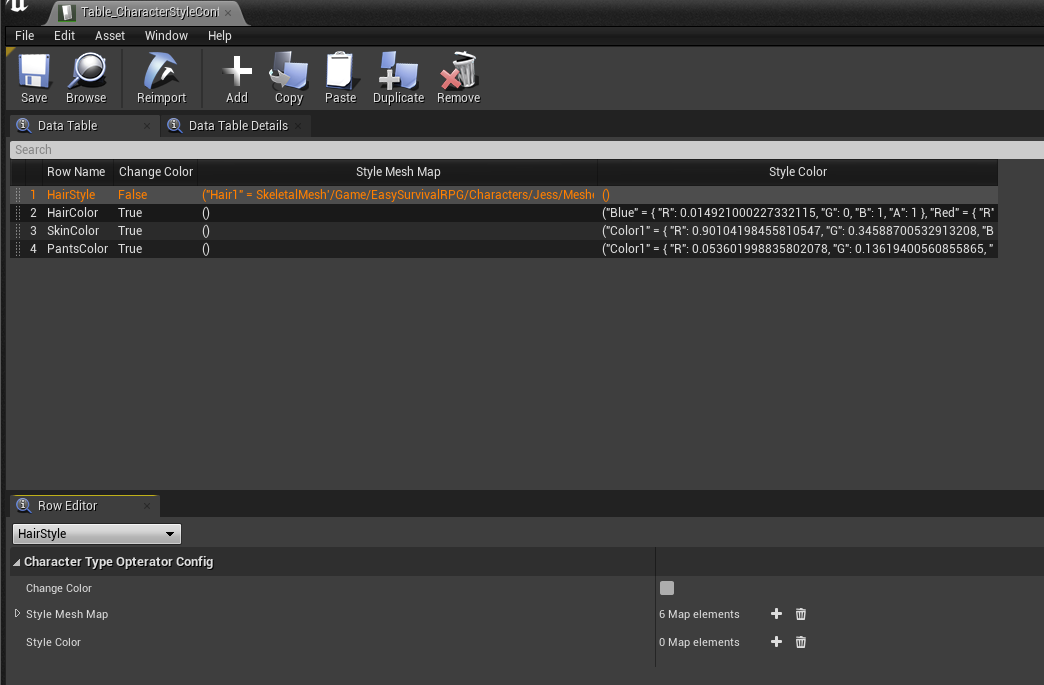 Table_CharacterStyleConf
File Edit Asset Window Help
Save Browse Reimport Add Copy Paste Duplicate Remove
Data Table Data Table Details
Search
Row Name Change Color Style Mesh Map Style Color
1 HairStyle False ("Hair1" = SkeletalMesh'/Game/EasySurvivalRPG/Characters/Jess/Meshe ()
2 HairColor True () ("Blue" = { "R": 0.014921000227332115, "G": 0, "B": 1, "A": 1 }, "Red" = { "R"
3 SkinColor True () ("Color1" = { "R": 0.90104198455810547, "G": 0.34588700532913208, "B
4 PantsColor True () ("Color1" = { "R": 0.053601998835802078, "G": 0.13619400560855865, "
Row Editor
HairStyle
Character Type Opterator Config
Change Color
Style Mesh Map 6 Map elements
Style Color 0 Map elements